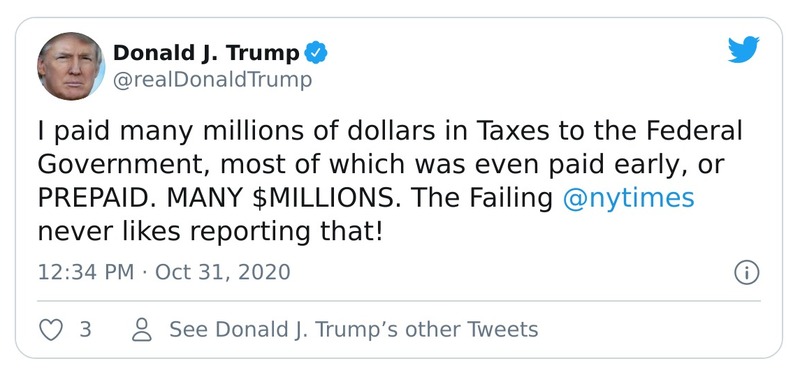 Donald J. Trump
@realDonaldTrump
I paid many millions of dollars in Taxes to the Federal
Government, most of which was even paid early, or
PREPAID. MANY $MILLIONS. The Failing @nytimes
never likes reporting that!
12:34 PM · Oct 31, 2020
3 See Donald J. Trump’s other Tweets